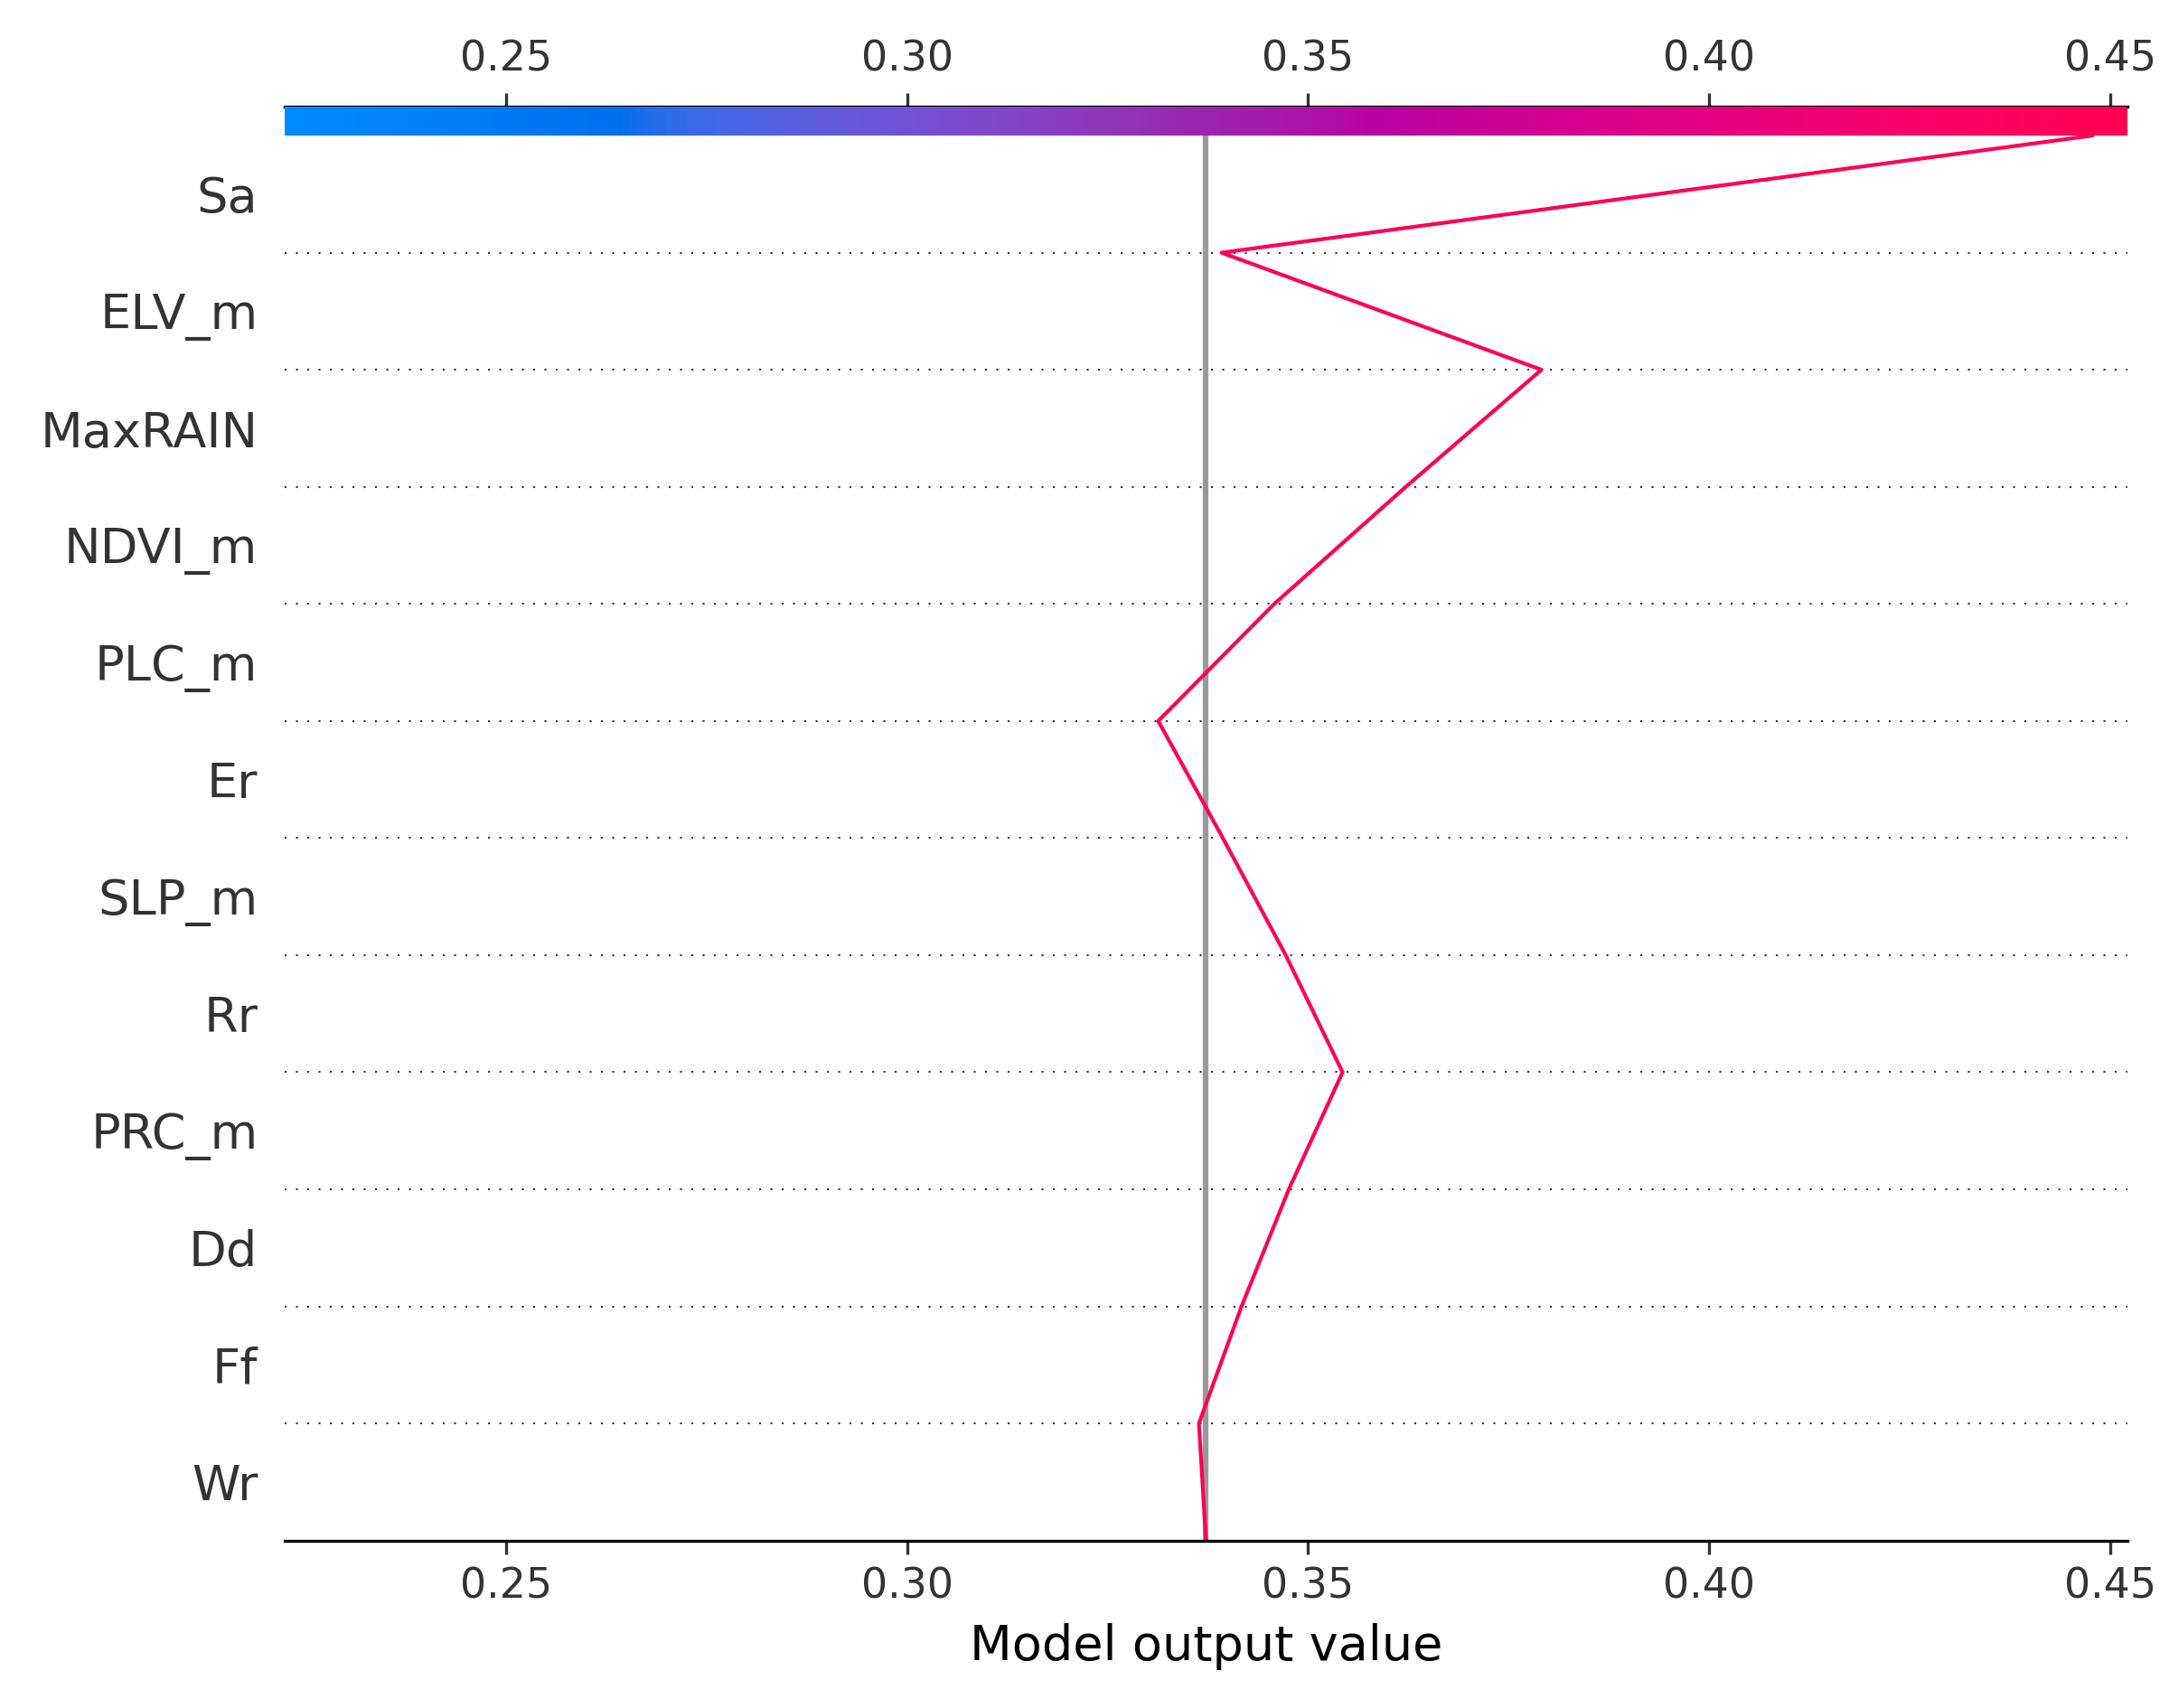 0.25 0.30 0.35 0.40 0.45
Sa
ELV_m
MaxRAIN
NDVI_m
PLC_m
Er
SLP_m
Rr
PRC_m
Dd
Ff
Wr
0.25 0.30 0.35 0.40 0.45
Model output value